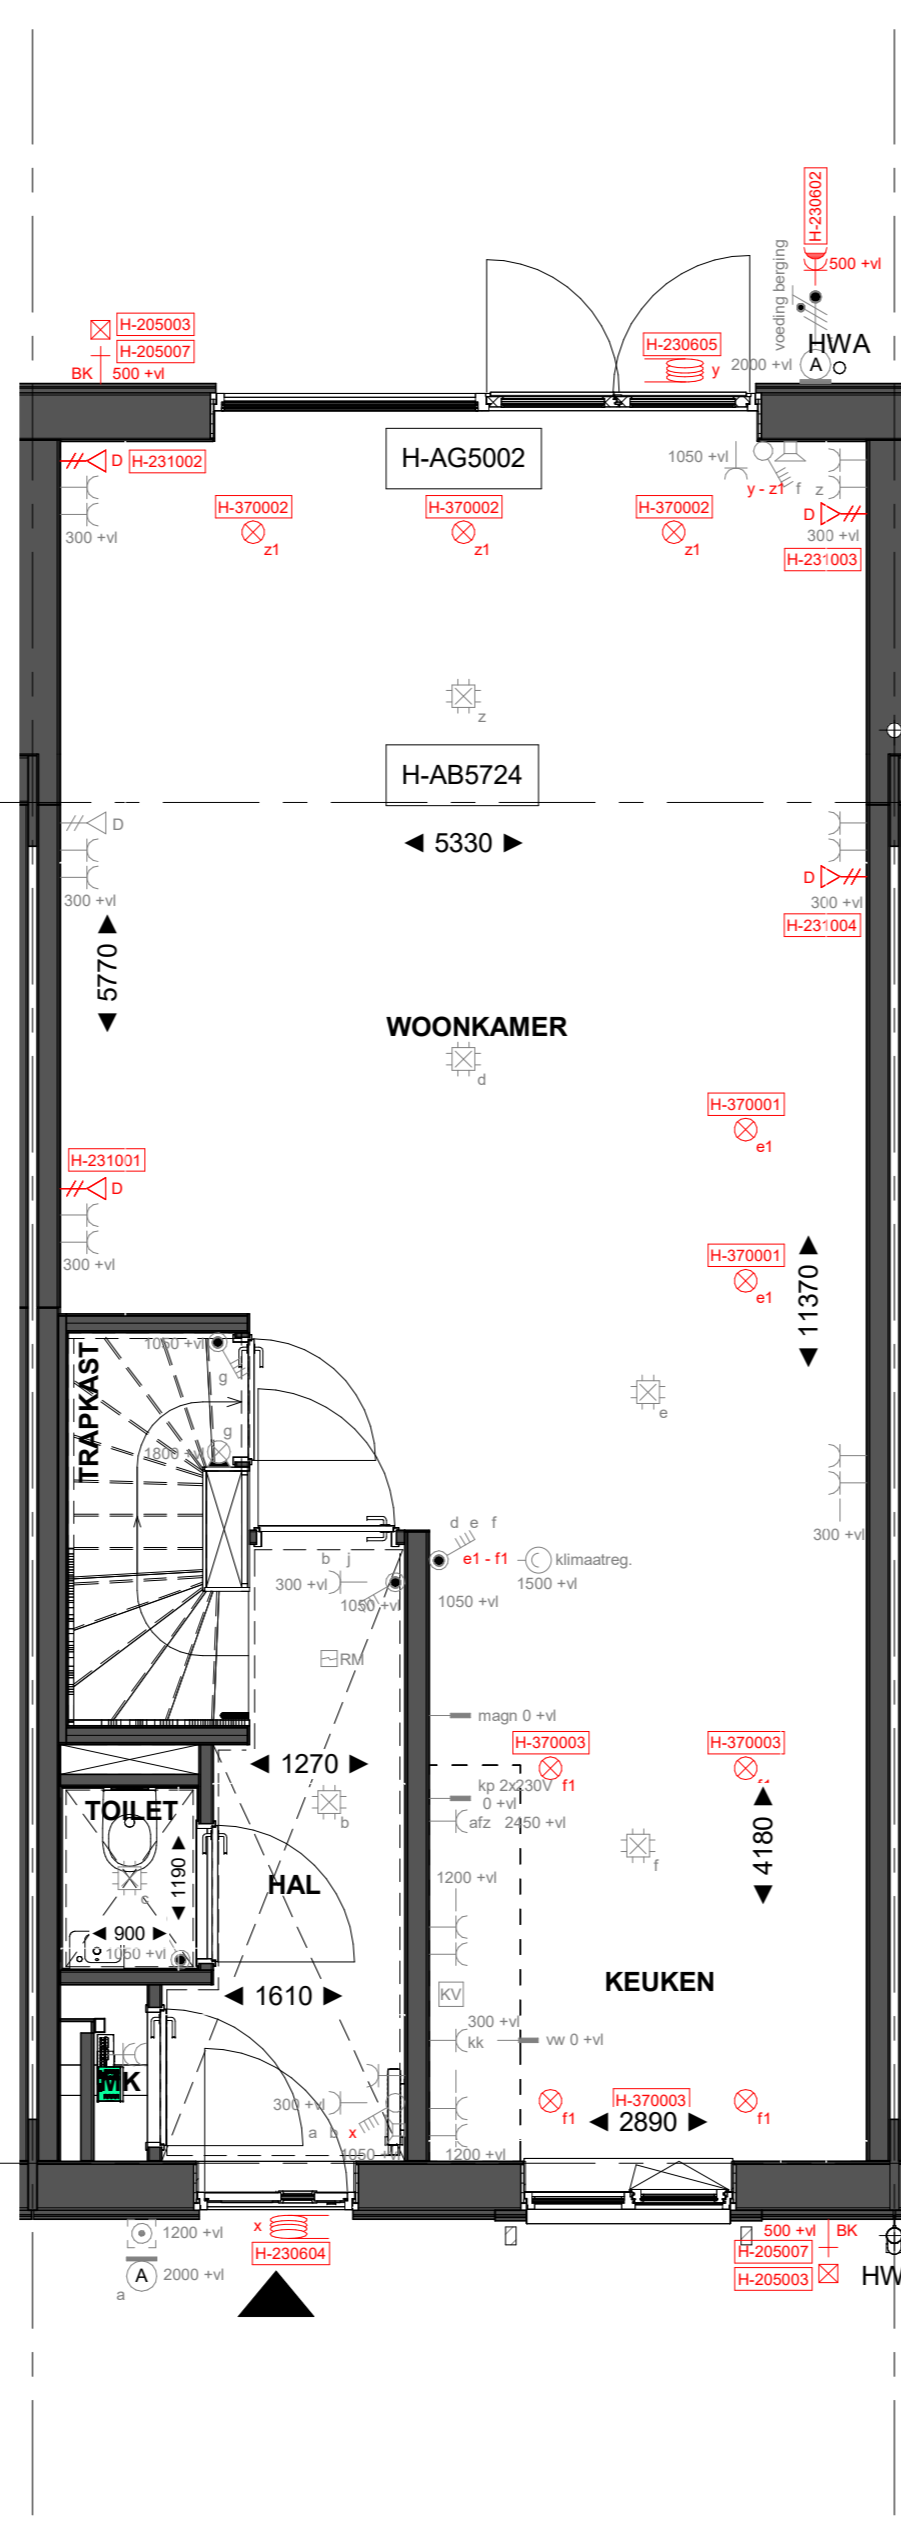 H-230602
500 +vl
voeding berging
H-205003
H-205007
BK 500 +vl
H-230605
y
2000 +vl
A
HWA
D H-231002
H-AG5002
1050 +vl
y - z1 f z
300 +vl
H-370002
z1
H-370002
z1
H-370002
z1
D
300 +vl
H-231003
z
H-AB5724
5330
D
300 +vl
D
300 +vl
H-231004
5770
WOONKAMER
d
H-370001
e1
H-231001
D
300 +vl
H-370001
e1
11370
1050 +vl
g
TRAPKAST
e
g
1800 +vl
300 +vl
d e f
e1 - f1
klimaatreg.
1500 +vl
1050 +vl
b j
300 +vl
1050 +vl
RM
magn 0 +vl
H-370003
f1
H-370003
1270
kp 2x230V
0 +vl
afz 2450 +vl
b
4180
f
TOILET
c
1190
900
1050 +vl
HAL
1200 +vl
KEUKEN
1610
KV
300 +vl
kk
vw 0 +vl
MK
300 +vl
a b x
1050 +vl
H-370003
f1
2890
f1
1200 +vl
1200 +vl
A 2000 +vl
a
x
H-230604
500 +vl BK
H-205007
H-205003
HW